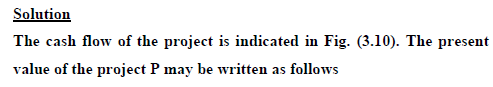 Solution
The cash flow of the project is indicated in Fig. (3.10). The present
value of the project P may be written as follows